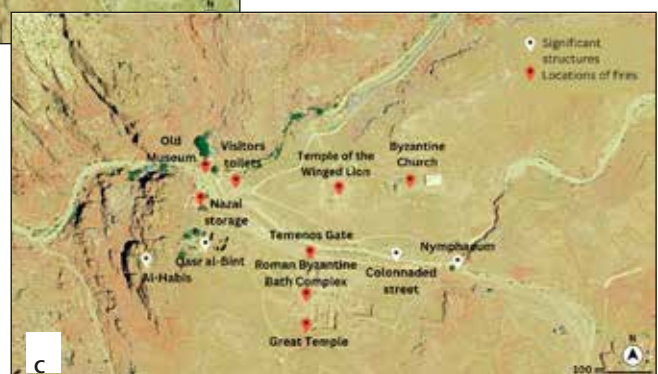 N
Significant
structures
Locations of fires
Old
Museum
Visitors
toilets
Temple of the
Winged Lion
Byzantine
Church
Nazal
storage
Qasr al-Bint
Al-Habis
Temenos Gate
Roman Byzantine
Bath Complex
Great Temple
Colonnaded
street
Nymphaeum
N
100 m
C